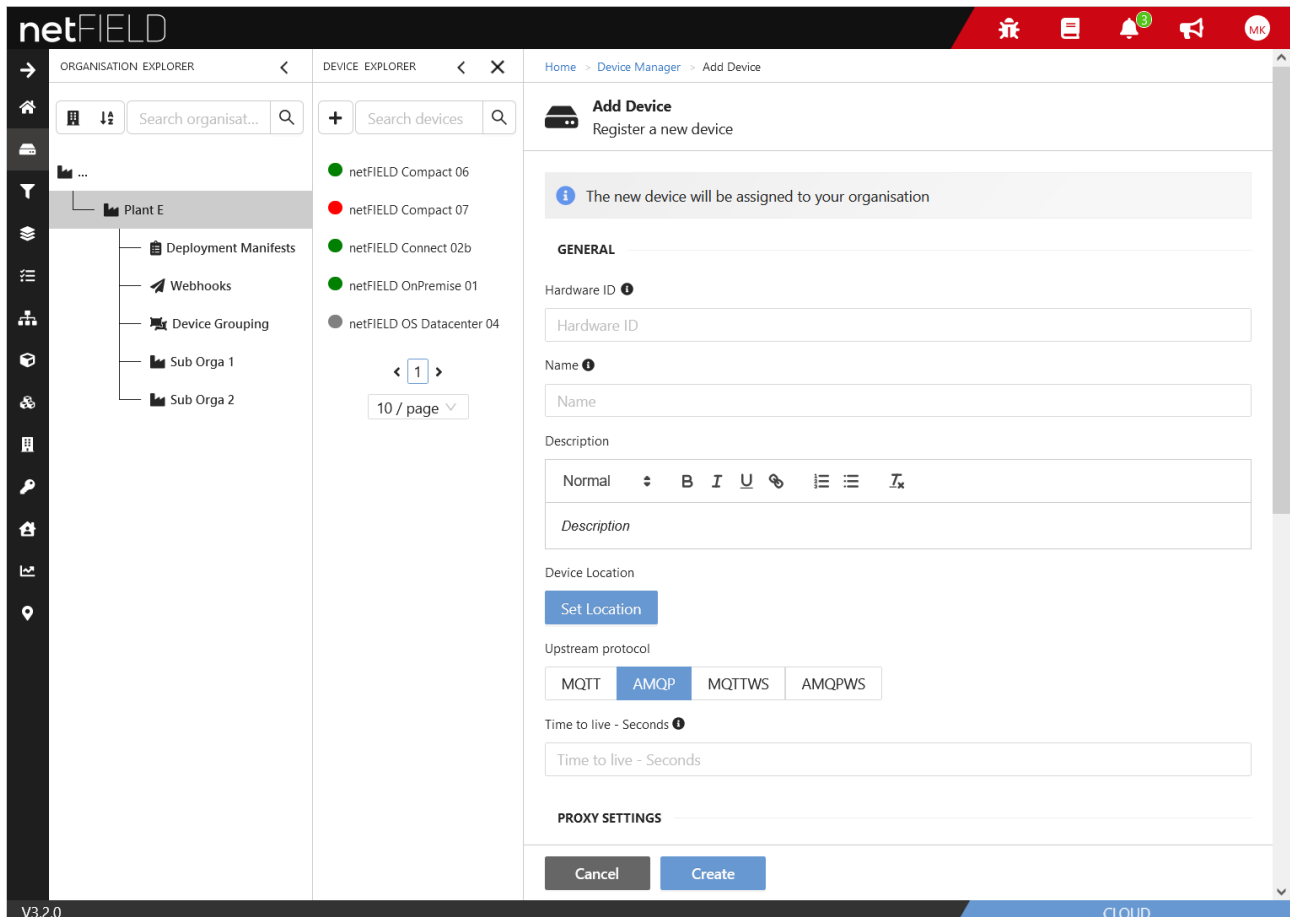 netFIELD
3
MK
ORGANISATION EXPLORER
Search organisat...
...
Plant E
Deployment Manifests
Webhooks
Device Grouping
Sub Orga 1
Sub Orga 2
DEVICE EXPLORER
Search devices
netFIELD Compact 06
netFIELD Compact 07
netFIELD Connect 02b
netFIELD OnPremise 01
netFIELD OS Datacenter 04
1
10 / page
Home > Device Manager > Add Device
Add Device
Register a new device
The new device will be assigned to your organisation
GENERAL
Hardware ID
Hardware ID
Name
Name
Description
Normal
Description
Device Location
Set Location
Upstream protocol
MQTT AMQP MQTTWS AMQPWS
Time to live - Seconds
Time to live - Seconds
PROXY SETTINGS
Cancel Create
V3.2.0
CLOUD